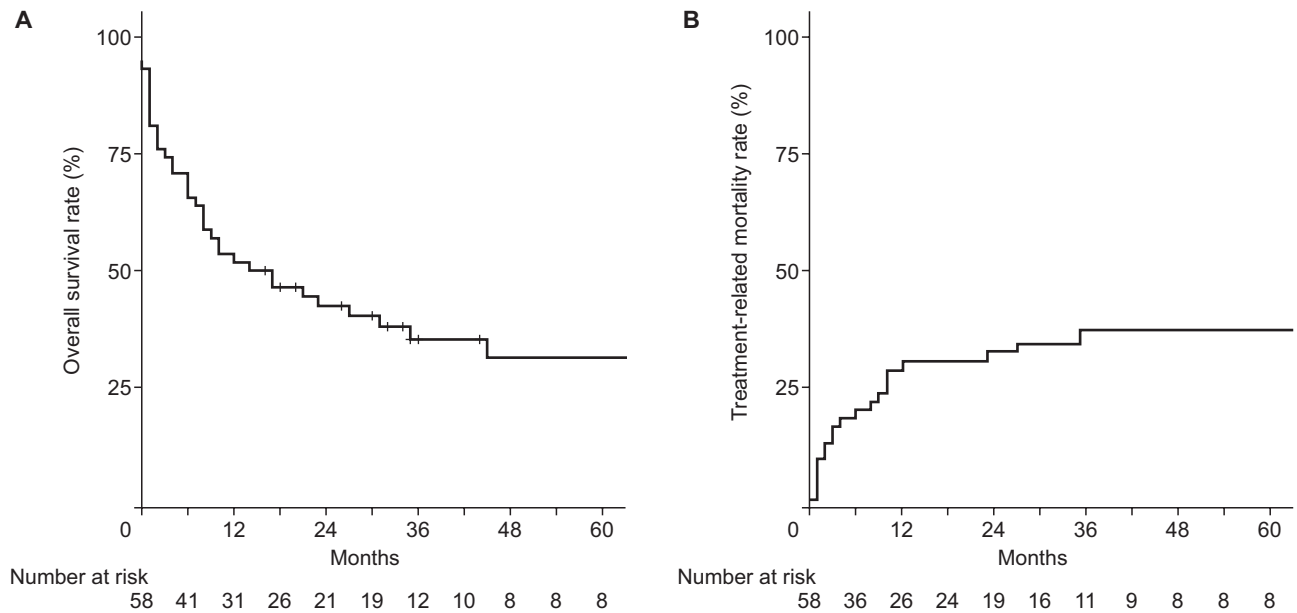 A
Overall survival rate (%)
100
75
50
25
0 12 24 36 48 60
Months
Number at risk
58 41 31 26 21 19 12 10 8 8 8
B
Treatment-related mortality rate (%)
100
75
50
25
0 12 24 36 48 60
Months
Number at risk
58 36 26 24 19 16 11 9 8 8 8